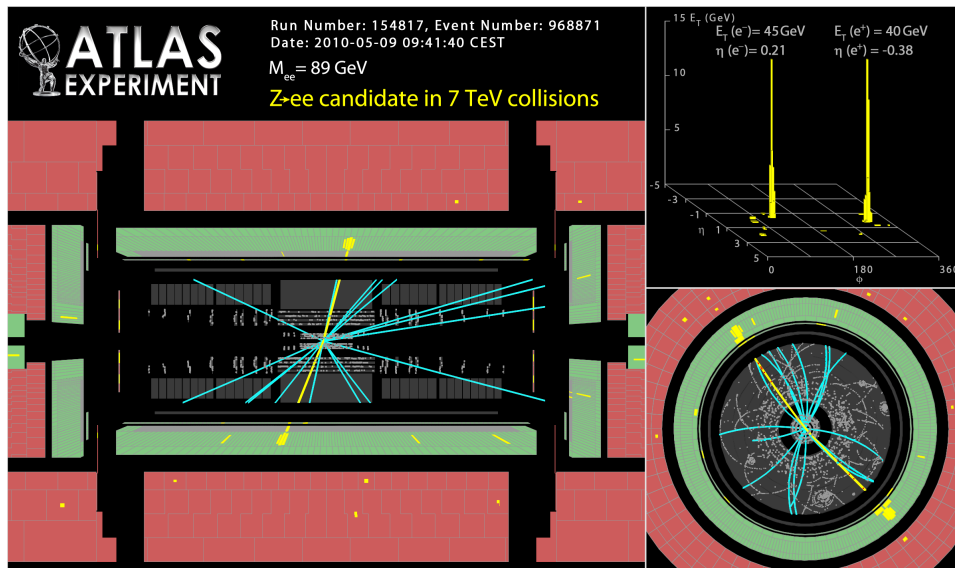 ATLAS
EXPERIMENT
Run Number: 154817, Event Number: 968871
Date: 2010-05-09 09:41:40 CEST
M_ee = 89 GeV
Z→ee candidate in 7 TeV collisions
15 E_T (GeV)
E_T (e⁻) = 45 GeV
η (e⁻) = 0.21
E_T (e⁺) = 40 GeV
η (e⁺) = -0.38
10
5
-5
-3
-1
η 1
3
5
0 180 360
φ